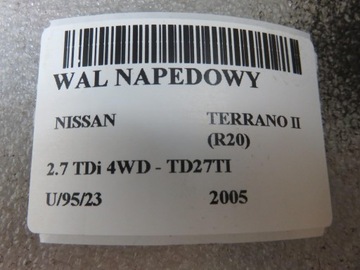 WAL NAPEDOWY
NISSAN TERRANO II
(R20)
2.7 TDi 4WD - TD27TI
U/95/23 2005